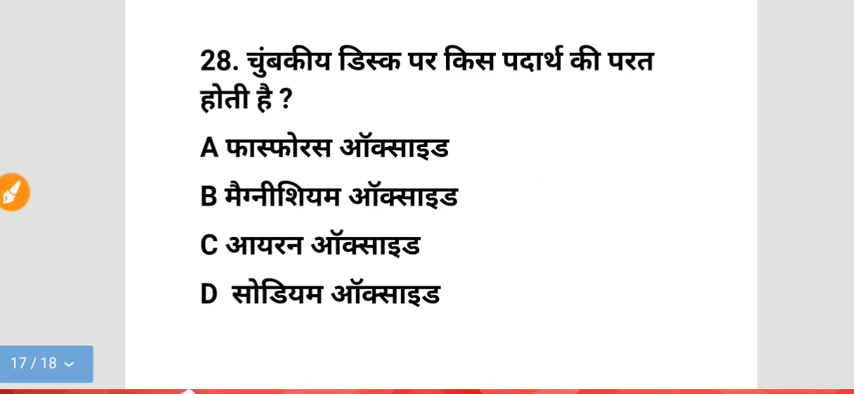 28. चुंबकीय डिस्क पर किस पदार्थ की परत
होती है ?
A फास्फोरस ऑक्साइड
B मैग्नीशियम ऑक्साइड
C आयरन ऑक्साइड
D सोडियम ऑक्साइड
17 / 18